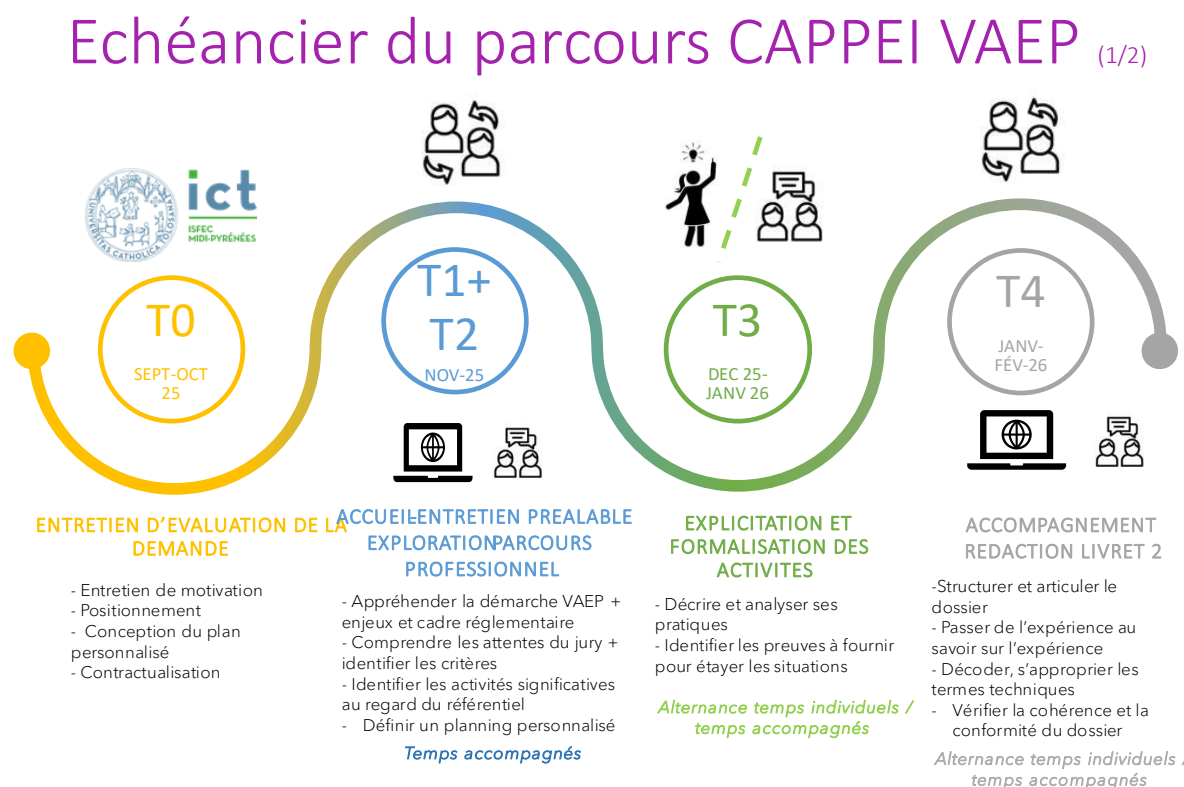 Echéancier du parcours CAPPEI VAEP (1/2)
UNIVERSITAS CATHOLICA TOLOSANA
ict
ISFEC
MIDI-PYRÉNÉES
T0
SEPT-OCT
25
T1+
T2
NOV-25
T3
DEC 25-
JANV 26
T4
JANV-
FÉV-26
ENTRETIEN D’EVALUATION DE LA
DEMANDE
- Entretien de motivation
- Positionnement
- Conception du plan
personnalisé
- Contractualisation
ACCUEIL-ENTRETIEN PREALABLE
EXPLORATION PARCOURS
PROFESSIONNEL
- Appréhender la démarche VAEP +
enjeux et cadre réglementaire
- Comprendre les attentes du jury +
identifier les critères
- Identifier les activités significatives
au regard du référentiel
- Définir un planning personnalisé
Temps accompagnés
EXPLICITATION ET
FORMALISATION DES
ACTIVITES
- Décrire et analyser ses
pratiques
- Identifier les preuves à fournir
pour étayer les situations
Alternance temps individuels /
temps accompagnés
ACCOMPAGNEMENT
REDACTION LIVRET 2
-Structurer et articuler le
dossier
- Passer de l’expérience au
savoir sur l’expérience
- Décoder, s’approprier les
termes techniques
- Vérifier la cohérence et la
conformité du dossier
Alternance temps individuels /
temps accompagnés